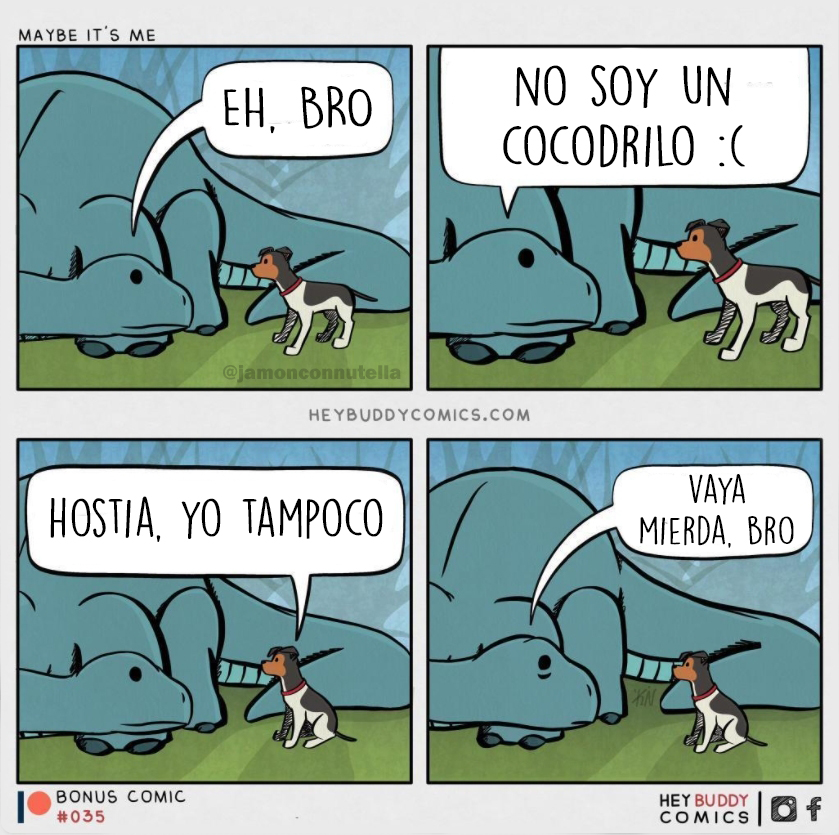 MAYBE IT'S ME
EH, BRO
NO SOY UN
COCODRILO :(
@jamonconnutella
HEYBUDDYCOMICS.COM
HOSTIA, YO TAMPOCO
VAYA
MIERDA, BRO
BONUS COMIC
#035
HEY BUDDY
COMICS